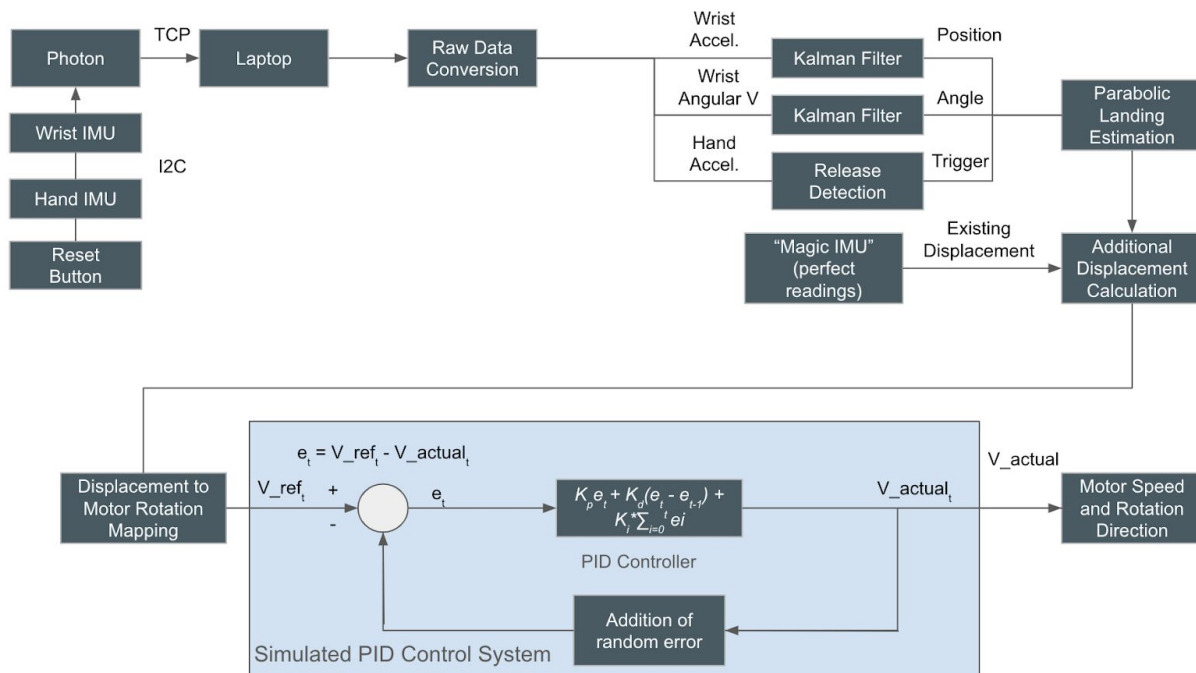 TCP
Photon
Laptop
Raw Data
Conversion
Wrist
Accel.
Kalman Filter
Position
Wrist
Angular V
Kalman Filter
Angle
Hand
Accel.
Release
Detection
Trigger
Parabolic
Landing
Estimation
Wrist IMU
I2C
Hand IMU
Reset
Button
“Magic IMU”
(perfect
readings)
Existing
Displacement
Additional
Displacement
Calculation
Displacement to
Motor Rotation
Mapping
e_t = V_ref_t - V_actual_t
V_ref_t
+
-
e_t
K_p e_t + K_d(e_t - e_{t-1}) +
K_i*∑_{i=0}^t ei
PID Controller
V_actual_t
Addition of
random error
Simulated PID Control System
V_actual
Motor Speed
and Rotation
Direction